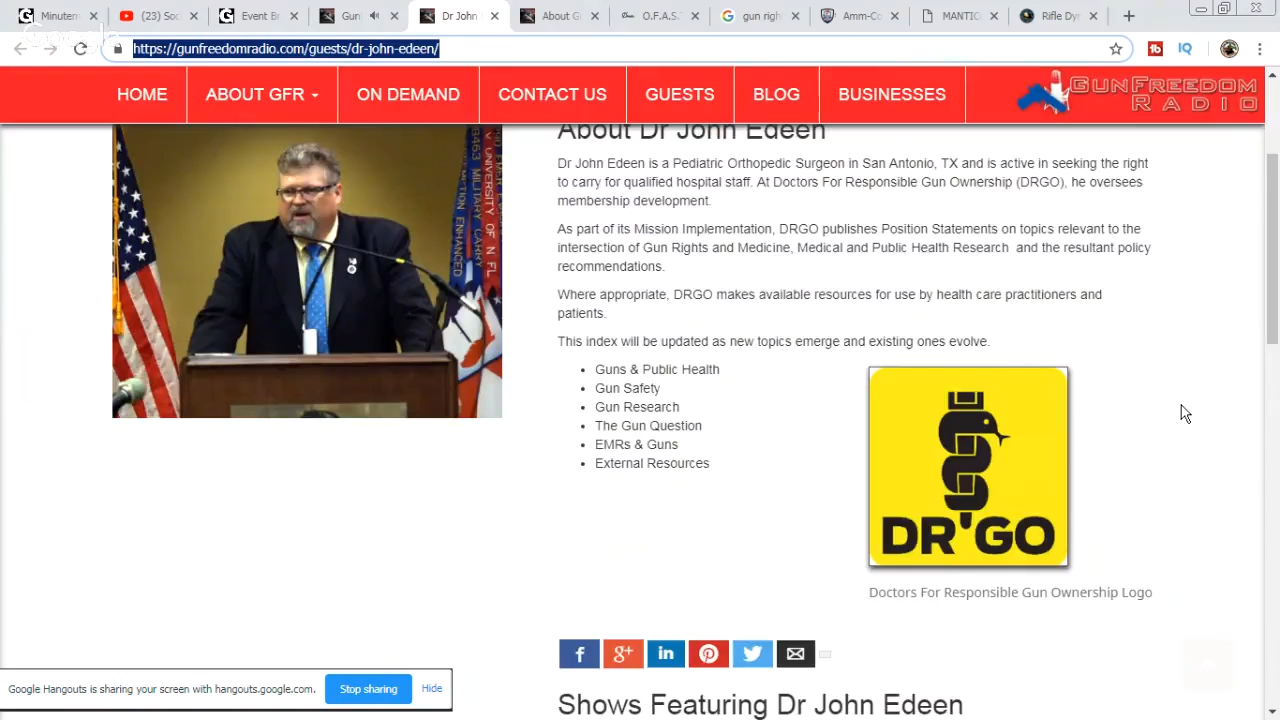 Minutem
(23) Soc
Event Br
Gun
Dr John
About G
O.F.A.S.
gun righ
Amm-Co
MANTIC
Rifle Dy
https://gunfreedomradio.com/guests/dr-john-edeen/
HOME
ABOUT GFR
ON DEMAND
CONTACT US
GUESTS
BLOG
BUSINESSES
GUNFREEDOM
RADIO
About Dr John Edeen
Dr John Edeen is a Pediatric Orthopedic Surgeon in San Antonio, TX and is active in seeking the right
to carry for qualified hospital staff. At Doctors For Responsible Gun Ownership (DRGO), he oversees
membership development.
As part of its Mission Implementation, DRGO publishes Position Statements on topics relevant to the
intersection of Gun Rights and Medicine, Medical and Public Health Research and the resultant policy
recommendations.
Where appropriate, DRGO makes available resources for use by health care practitioners and
patients.
This index will be updated as new topics emerge and existing ones evolve.
Guns & Public Health
Gun Safety
Gun Research
The Gun Question
EMRs & Guns
External Resources
DR'GO
Doctors For Responsible Gun Ownership Logo
Shows Featuring Dr John Edeen
Google Hangouts is sharing your screen with hangouts.google.com.
Stop sharing
Hide